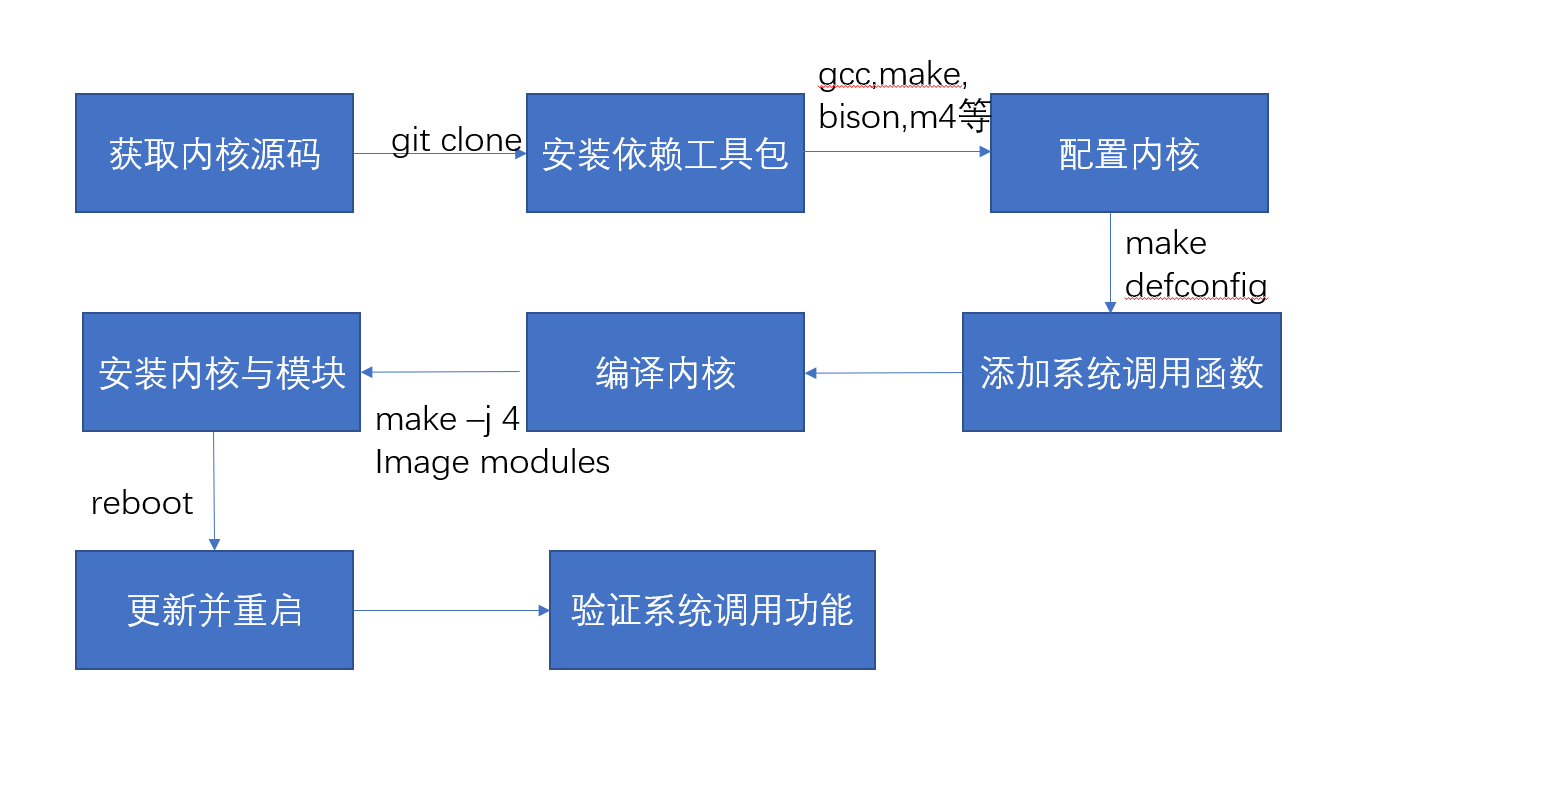 获取内核源码
git clone
安装依赖工具包
gcc,make,
bison,m4等
配置内核
make
defconfig
添加系统调用函数
编译内核
make –j 4
Image modules
安装内核与模块
reboot
更新并重启
验证系统调用功能